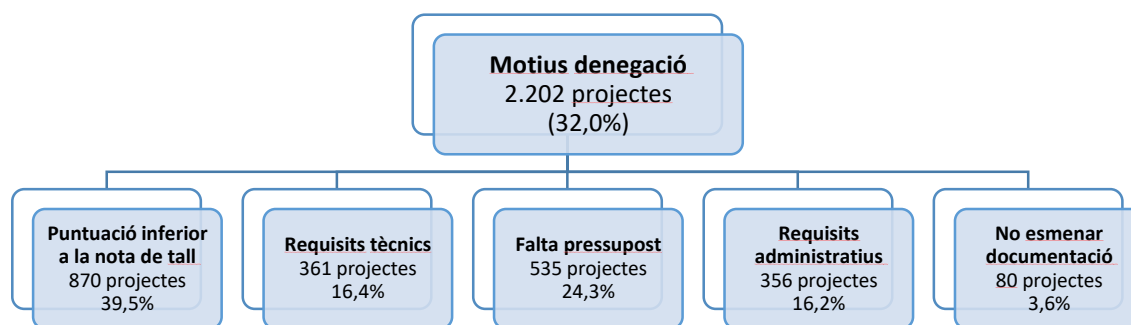 Motius denegació
2.202 projectes
(32,0%)
Puntuació inferior
a la nota de tall
870 projectes
39,5%
Requisits tècnics
361 projectes
16,4%
Falta pressupost
535 projectes
24,3%
Requisits
administratius
356 projectes
16,2%
No esmenar
documentació
80 projectes
3,6%